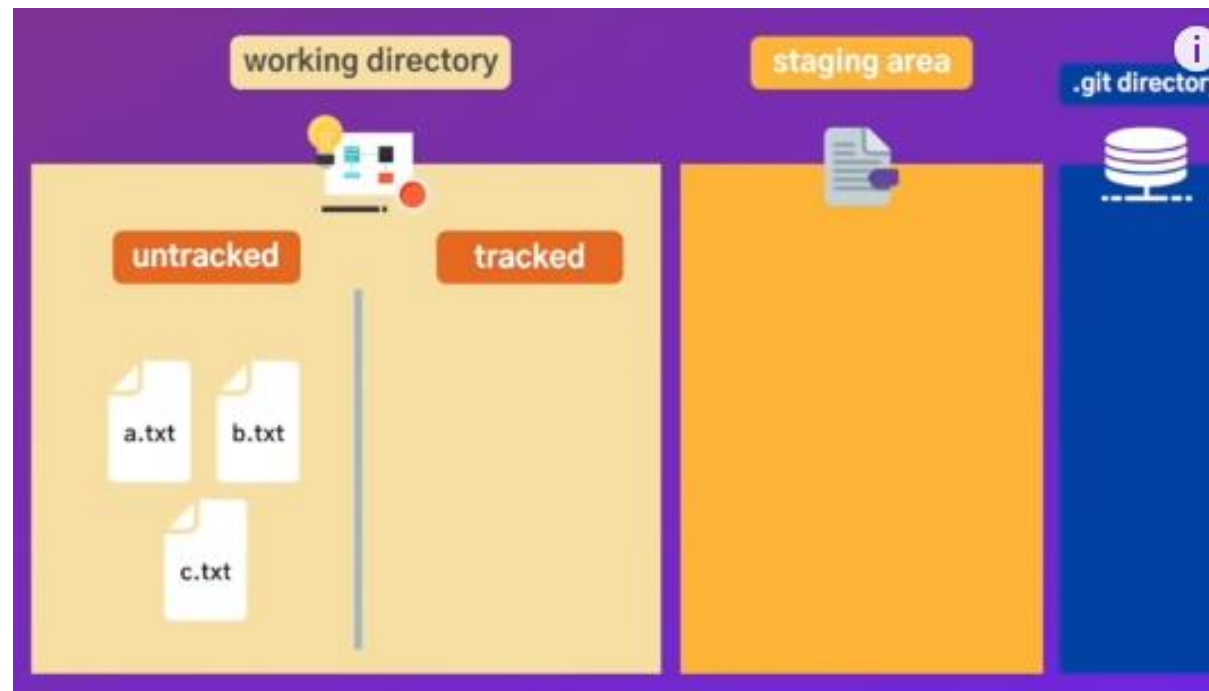 working directory
staging area
.git director
untracked
tracked
a.txt
b.txt
c.txt